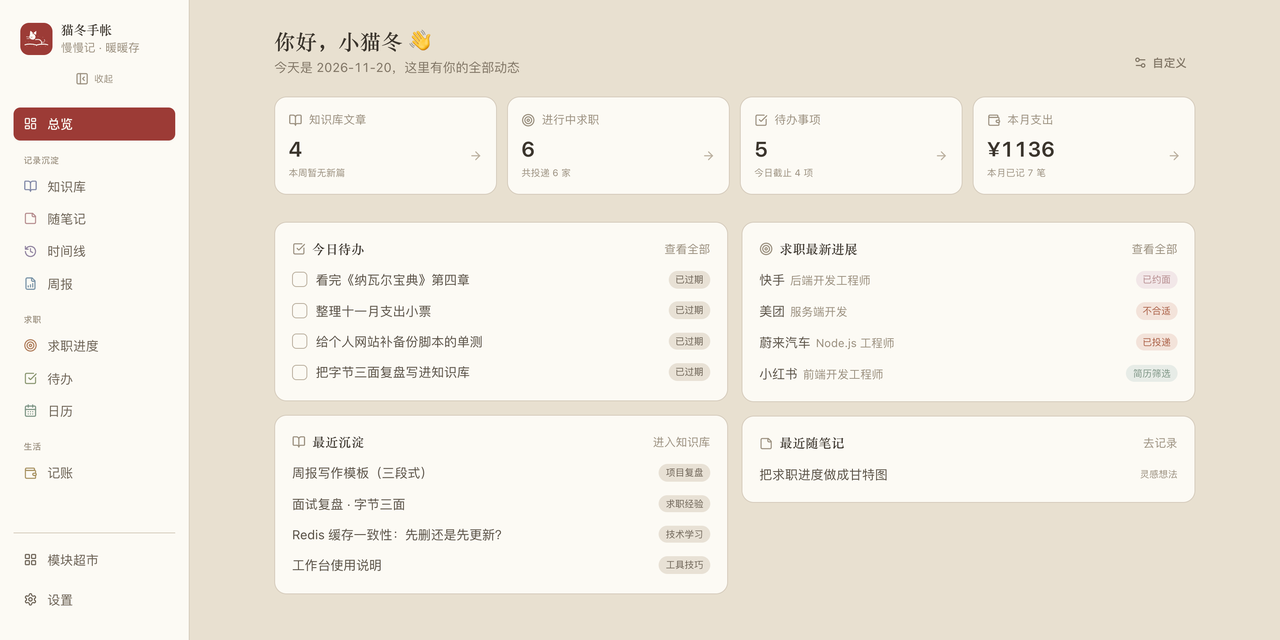 猫冬手帐
慢慢记 · 暖暖存
收起
总览
记录沉淀
知识库
随笔记
时间线
周报
求职
求职进度
待办
日历
生活
记账
模块超市
设置
你好，小猫冬 👋
今天是 2026-11-20，这里有你的全部动态
自定义
知识库文章
4
本周暂无新篇
进行中求职
6
共投递 6 家
待办事项
5
今日截止 4 项
本月支出
¥1136
本月已记 7 笔
今日待办 查看全部
看完《纳瓦尔宝典》第四章 已过期
整理十一月支出小票 已过期
给个人网站补备份脚本的单测 已过期
把字节三面复盘写进知识库 已过期
求职最新进展 查看全部
快手 后端开发工程师 已约面
美团 服务端开发 不合适
蔚来汽车 Node.js 工程师 已投递
小红书 前端开发工程师 简历筛选
最近沉淀 进入知识库
周报写作模板（三段式） 项目复盘
面试复盘 · 字节三面 求职经验
Redis 缓存一致性：先删还是先更新？ 技术学习
工作台使用说明 工具技巧
最近随笔记 去记录
把求职进度做成甘特图 灵感想法